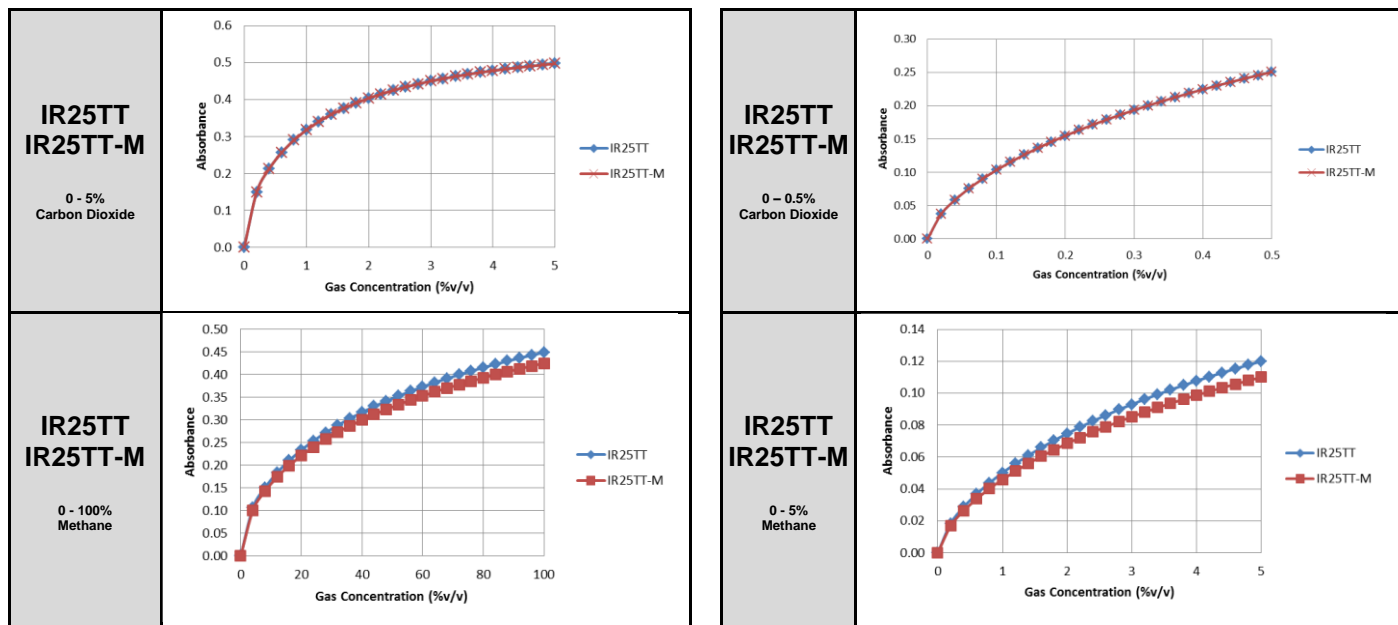 IR25TT
IR25TT-M
0 - 5%
Carbon Dioxide
0.6
0.5
0.4
0.3
0.2
0.1
0.0
Absorbance
0 1 2 3 4 5
Gas Concentration (%v/v)
IR25TT
IR25TT-M
IR25TT
IR25TT-M
0 – 0.5%
Carbon Dioxide
0.30
0.25
0.20
0.15
0.10
0.05
0.00
Absorbance
0 0.1 0.2 0.3 0.4 0.5
Gas Concentration (%v/v)
IR25TT
IR25TT-M
IR25TT
IR25TT-M
0 - 100%
Methane
0.50
0.45
0.40
0.35
0.30
0.25
0.20
0.15
0.10
0.05
0.00
Absorbance
0 20 40 60 80 100
Gas Concentration (%v/v)
IR25TT
IR25TT-M
IR25TT
IR25TT-M
0 - 5%
Methane
0.14
0.12
0.10
0.08
0.06
0.04
0.02
0.00
Absorbance
0 1 2 3 4 5
Gas Concentration (%v/v)
IR25TT
IR25TT-M